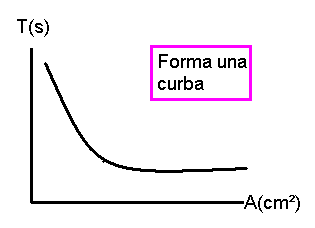 T(s)
Forma una
curba
A(cm²)